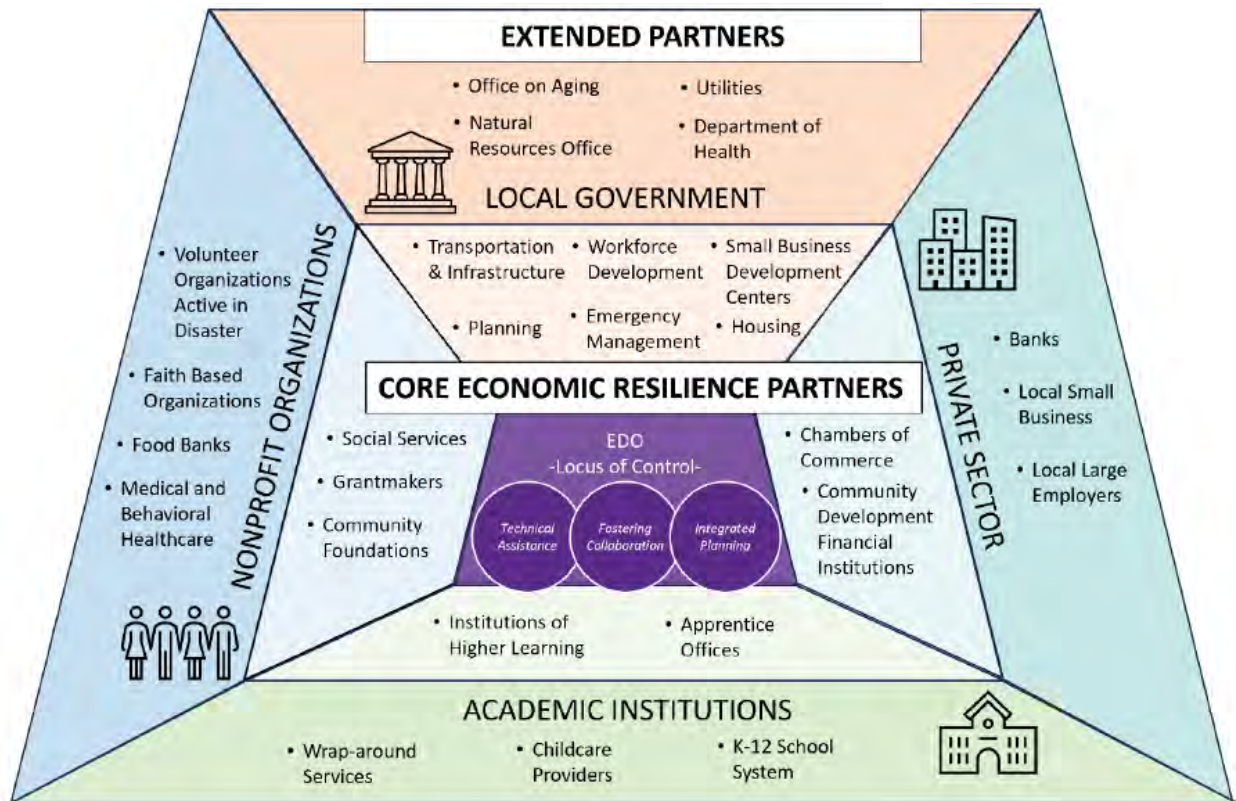 EXTENDED PARTNERS
• Office on Aging
• Natural
Resources Office
• Utilities
• Department of
Health
LOCAL GOVERNMENT
• Transportation
& Infrastructure
• Workforce
Development
• Small Business
Development
Centers
• Planning
• Emergency
Management
• Housing
NONPROFIT ORGANIZATIONS
• Volunteer
Organizations
Active in
Disaster
• Faith Based
Organizations
• Food Banks
• Medical and
Behavioral
Healthcare
CORE ECONOMIC RESILIENCE PARTNERS
• Social Services
• Grantmakers
• Community
Foundations
EDO
-Locus of Control-
Technical
Assistance
Fostering
Collaboration
Integrated
Planning
• Chambers of
Commerce
• Community
Development
Financial
Institutions
PRIVATE SECTOR
• Banks
• Local Small
Business
• Local Large
Employers
• Institutions of
Higher Learning
• Apprentice
Offices
ACADEMIC INSTITUTIONS
• Wrap-around
Services
• Childcare
Providers
• K-12 School
System